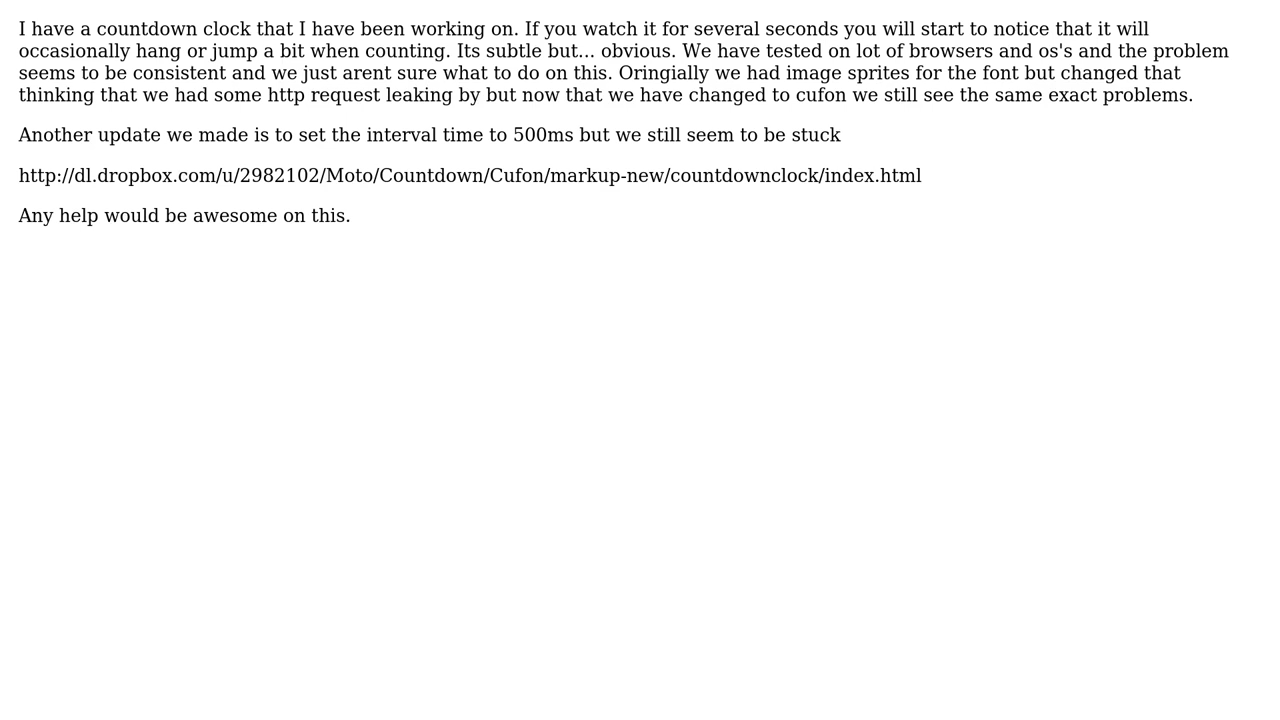 I have a countdown clock that I have been working on. If you watch it for several seconds you will start to notice that it will
occasionally hang or jump a bit when counting. Its subtle but... obvious. We have tested on lot of browsers and os's and the problem
seems to be consistent and we just arent sure what to do on this. Oringially we had image sprites for the font but changed that
thinking that we had some http request leaking by but now that we have changed to cufon we still see the same exact problems.
Another update we made is to set the interval time to 500ms but we still seem to be stuck
http://dl.dropbox.com/u/2982102/Moto/Countdown/Cufon/markup-new/countdownclock/index.html
Any help would be awesome on this.